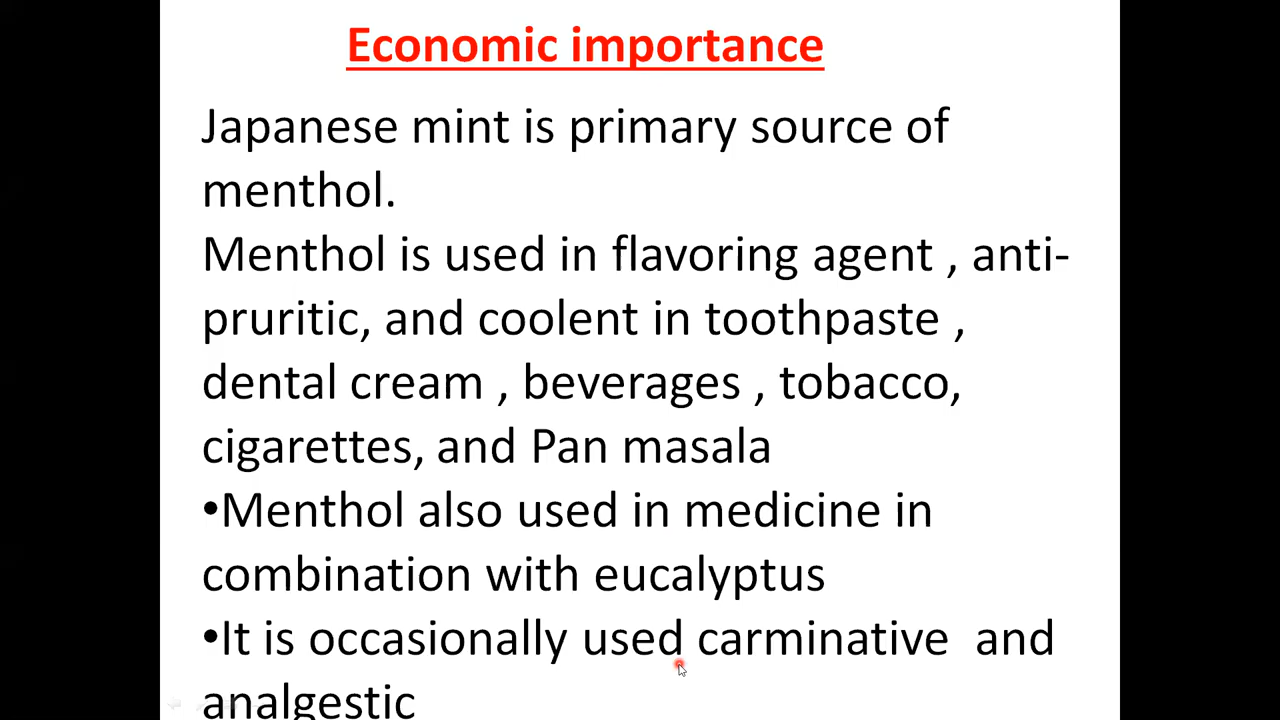 Economic importance
Japanese mint is primary source of
menthol.
Menthol is used in flavoring agent , anti-
pruritic, and coolent in toothpaste ,
dental cream , beverages , tobacco,
cigarettes, and Pan masala
•Menthol also used in medicine in
combination with eucalyptus
•It is occasionally used carminative  and
analgestic